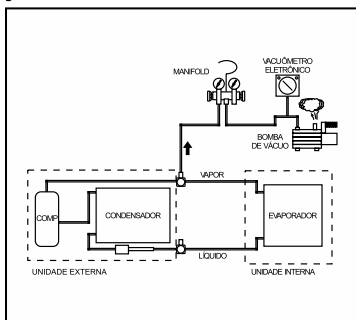 VACUÔMETRO
ELETRÔNICO
MANIFOLD
BOMBA
DE VÁCUO
VAPOR
COMP
CONDENSADOR
EVAPORADOR
LÍQUIDO
UNIDADE EXTERNA
UNIDADE INTERNA